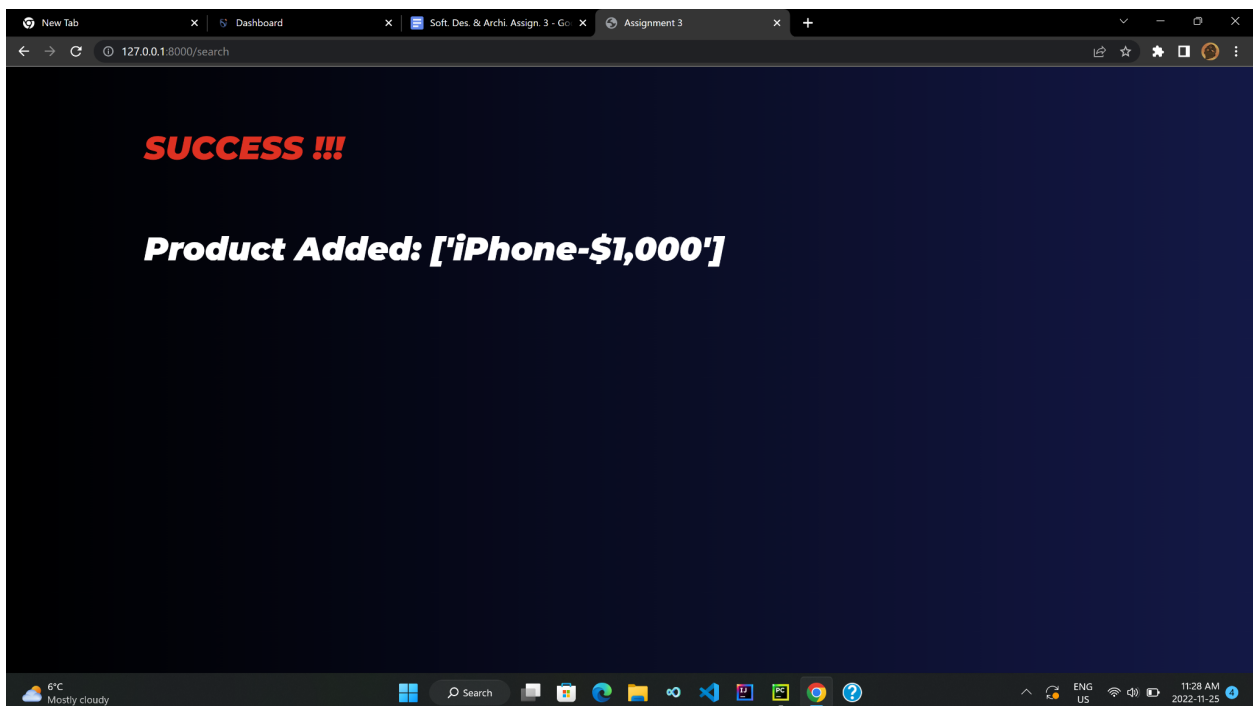 New Tab
Dashboard
Soft. Des. & Archi. Assign. 3 - Go
Assignment 3
127.0.0.1:8000/search
SUCCESS !!!
Product Added: ['iPhone-$1,000']
6°C
Mostly cloudy
Search
ENG
US
11:28 AM
2022-11-25
4